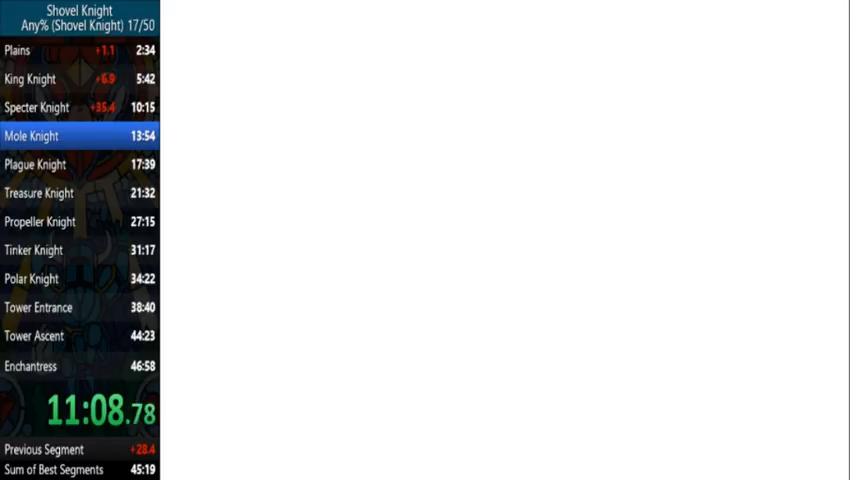 Shovel Knight
Any% (Shovel Knight) 17/50
Plains +1.1 2:34
King Knight +6.9 5:42
Specter Knight +35.4 10:15
Mole Knight 13:54
Plague Knight 17:39
Treasure Knight 21:32
Propeller Knight 27:15
Tinker Knight 31:17
Polar Knight 34:22
Tower Entrance 38:40
Tower Ascent 44:23
Enchantress 46:58
11:08.78
Previous Segment +28.4
Sum of Best Segments 45:19